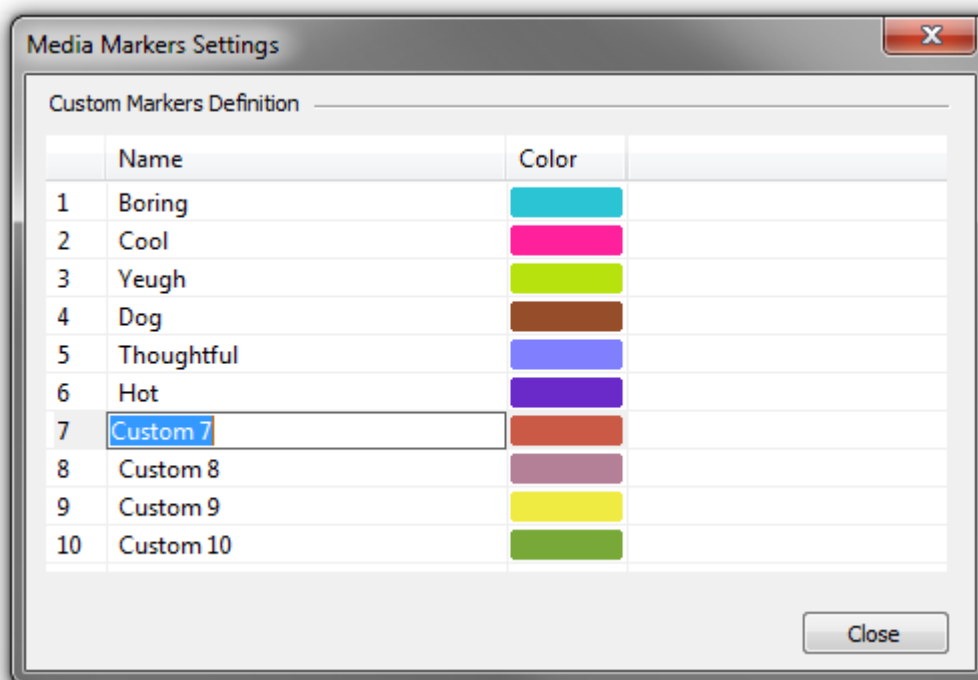 Media Markers Settings
Custom Markers Definition
Name Color
1 Boring
2 Cool
3 Yeugh
4 Dog
5 Thoughtful
6 Hot
7 Custom 7
8 Custom 8
9 Custom 9
10 Custom 10
Close